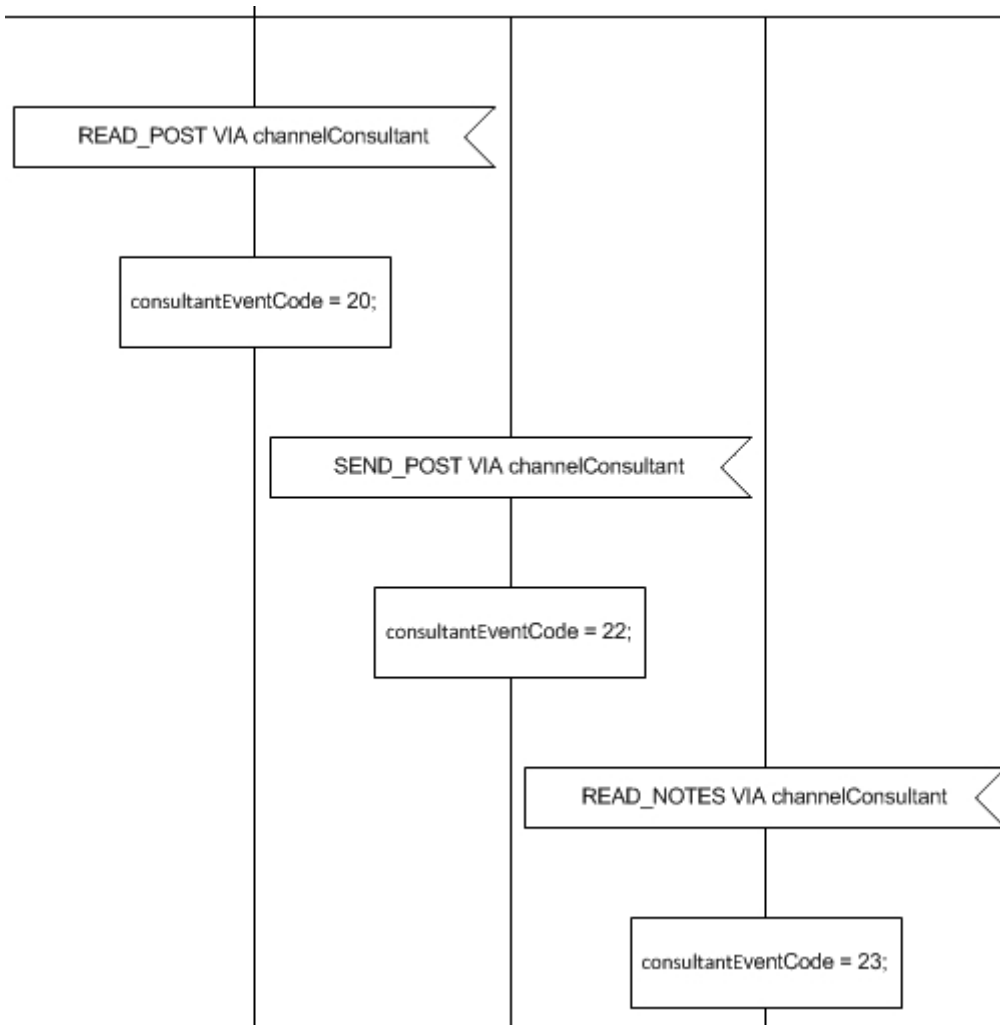 READ_POST VIA channelConsultant
consultantEventCode = 20;
SEND_POST VIA channelConsultant
consultantEventCode = 22;
READ_NOTES VIA channelConsultant
consultantEventCode = 23;